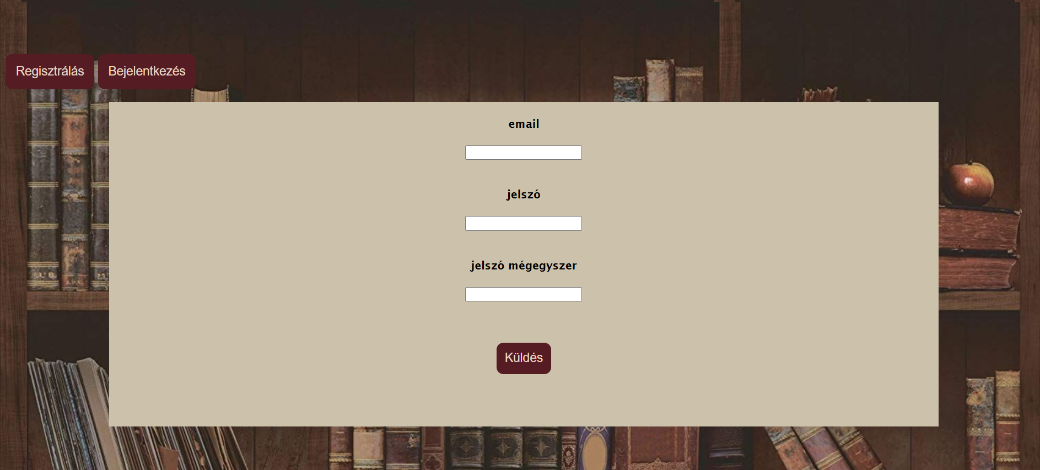 Regisztrálás Bejelentkezés
email
jelszó
jelszó mégegyszer
Küldés